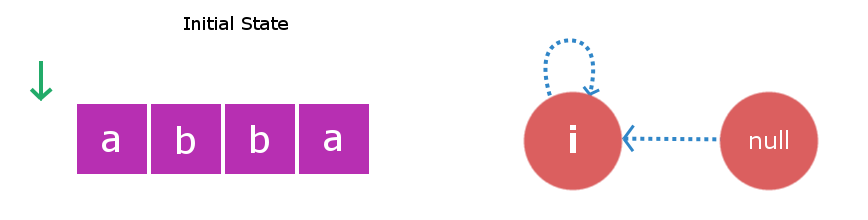 Initial State
a b b a
i
null